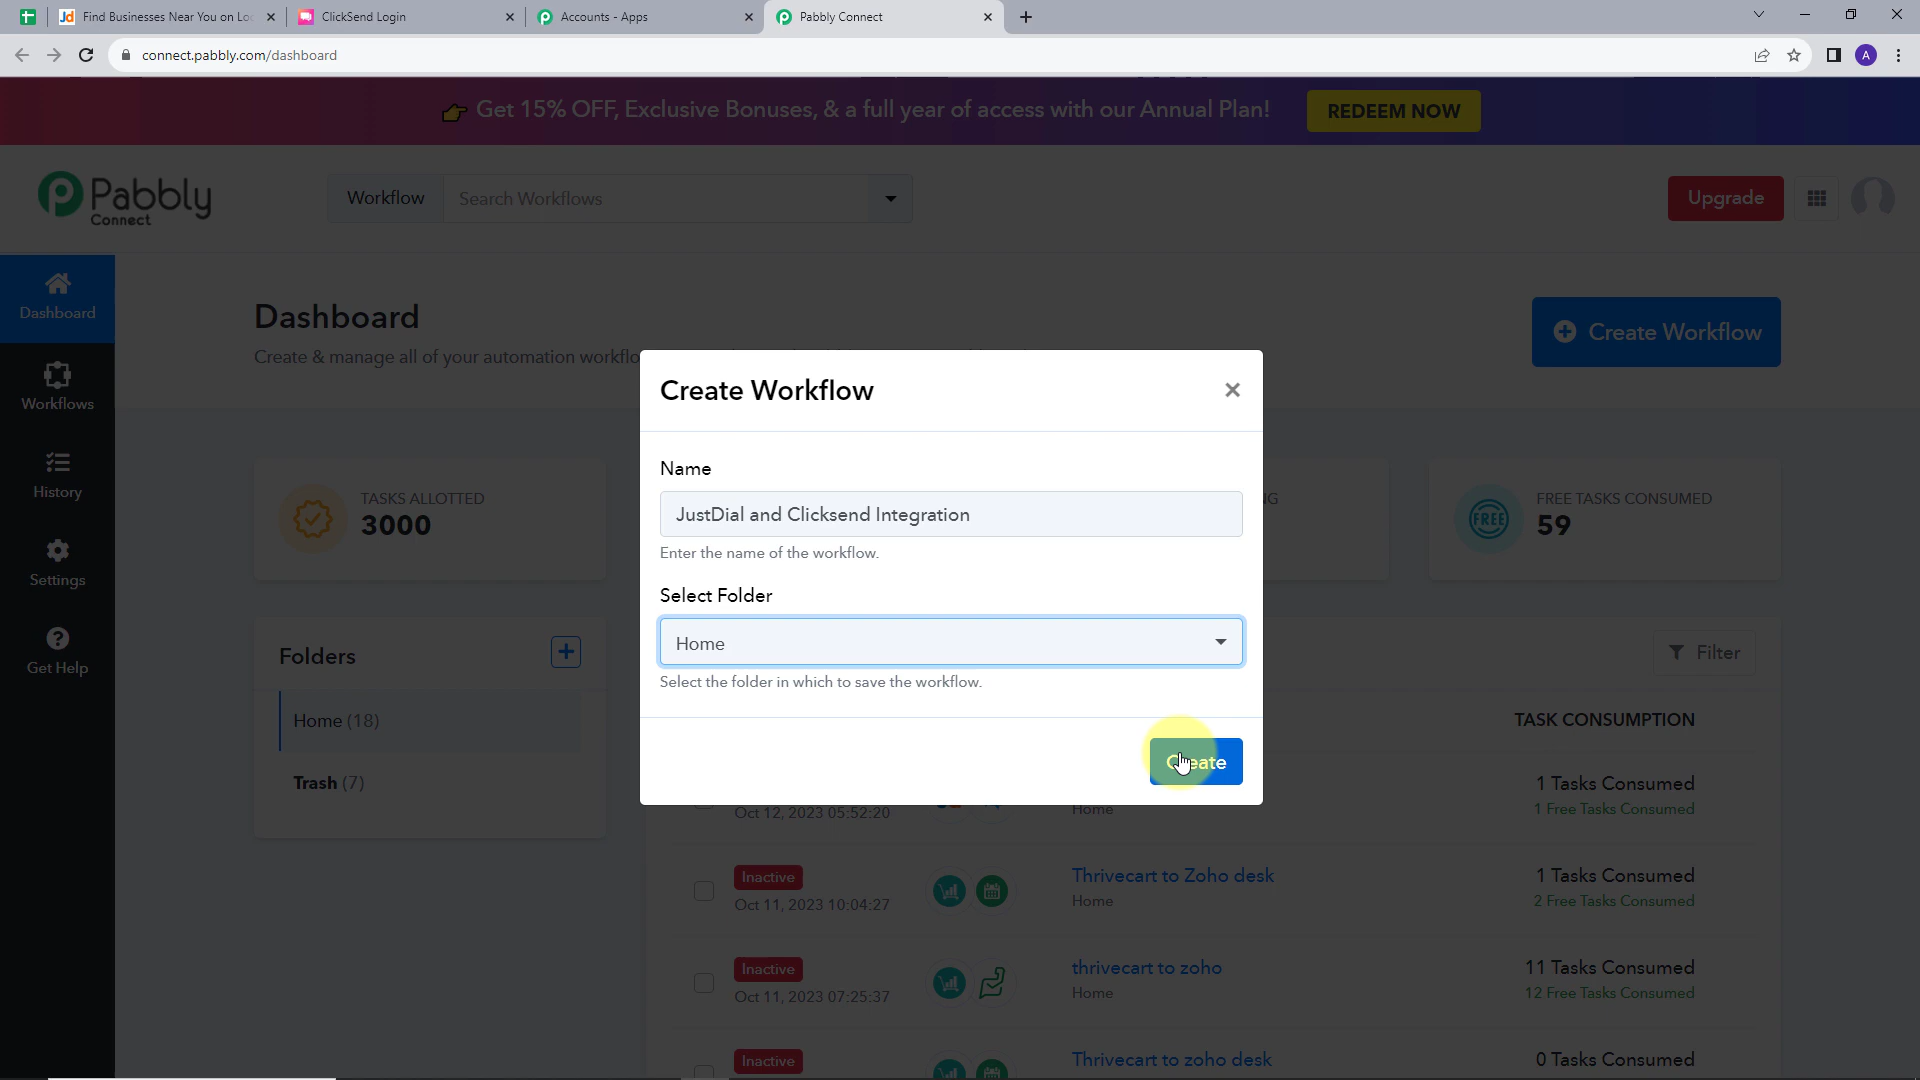 Find Businesses Near You on Lo
ClickSend Login
Accounts - Apps
Pabbly Connect
connect.pabbly.com/dashboard
A
Get 15% OFF, Exclusive Bonuses, & a full year of access with our Annual Plan!
REDEEM NOW
Pabbly
Connect
Workflow
Search Workflows
Upgrade
Dashboard
Workflows
History
Settings
Get Help
Dashboard
Create & manage all of your automation workflo
Create Workflow
TASKS ALLOTTED
3000
NG
FREE TASKS CONSUMED
FREE
59
Folders
Home (18)
Trash (7)
Filter
TASK CONSUMPTION
Create Workflow
Name
JustDial and Clicksend Integration
Enter the name of the workflow.
Select Folder
Home
Select the folder in which to save the workflow.
Create
Oct 12, 2023 05:52:20
Home
1 Tasks Consumed
1 Free Tasks Consumed
Inactive
Oct 11, 2023 10:04:27
Thrivecart to Zoho desk
Home
1 Tasks Consumed
2 Free Tasks Consumed
Inactive
Oct 11, 2023 07:25:37
thrivecart to zoho
Home
11 Tasks Consumed
12 Free Tasks Consumed
Inactive
Thrivecart to zoho desk
0 Tasks Consumed